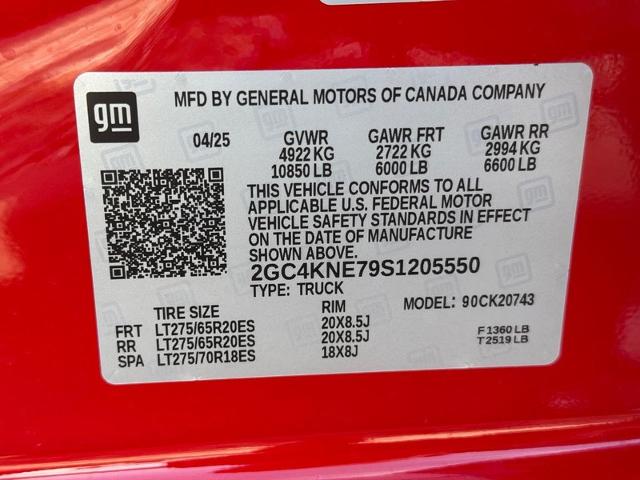 gm
MFD BY GENERAL MOTORS OF CANADA COMPANY
04/25 GVWR GAWR FRT GAWR RR
4922 KG 2722 KG 2994 KG
10850 LB 6000 LB 6600 LB
THIS VEHICLE CONFORMS TO ALL
APPLICABLE U.S. FEDERAL MOTOR
VEHICLE SAFETY STANDARDS IN EFFECT
ON THE DATE OF MANUFACTURE
SHOWN ABOVE.
2GC4KNE79S1205550
TYPE: TRUCK
MODEL: 90CK20743
TIRE SIZE RIM
FRT LT275/65R20ES 20X8.5J
RR LT275/65R20ES 20X8.5J
SPA LT275/70R18ES 18X8J
F 1360 LB
T 2519 LB